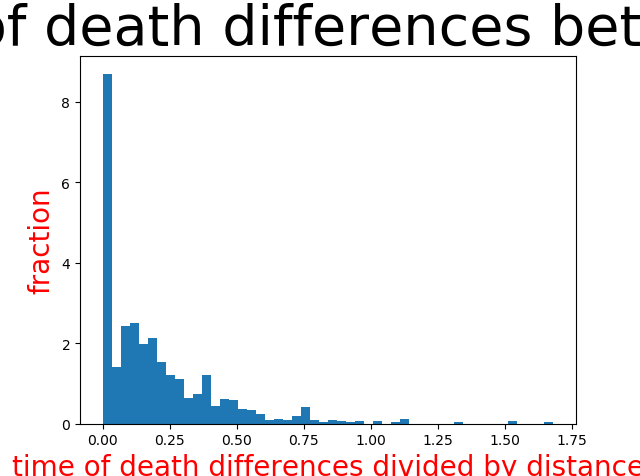 of death differences bet
8
6
4
2
0
fraction
0.00 0.25 0.50 0.75 1.00 1.25 1.50 1.75
time of death differences divided by distance